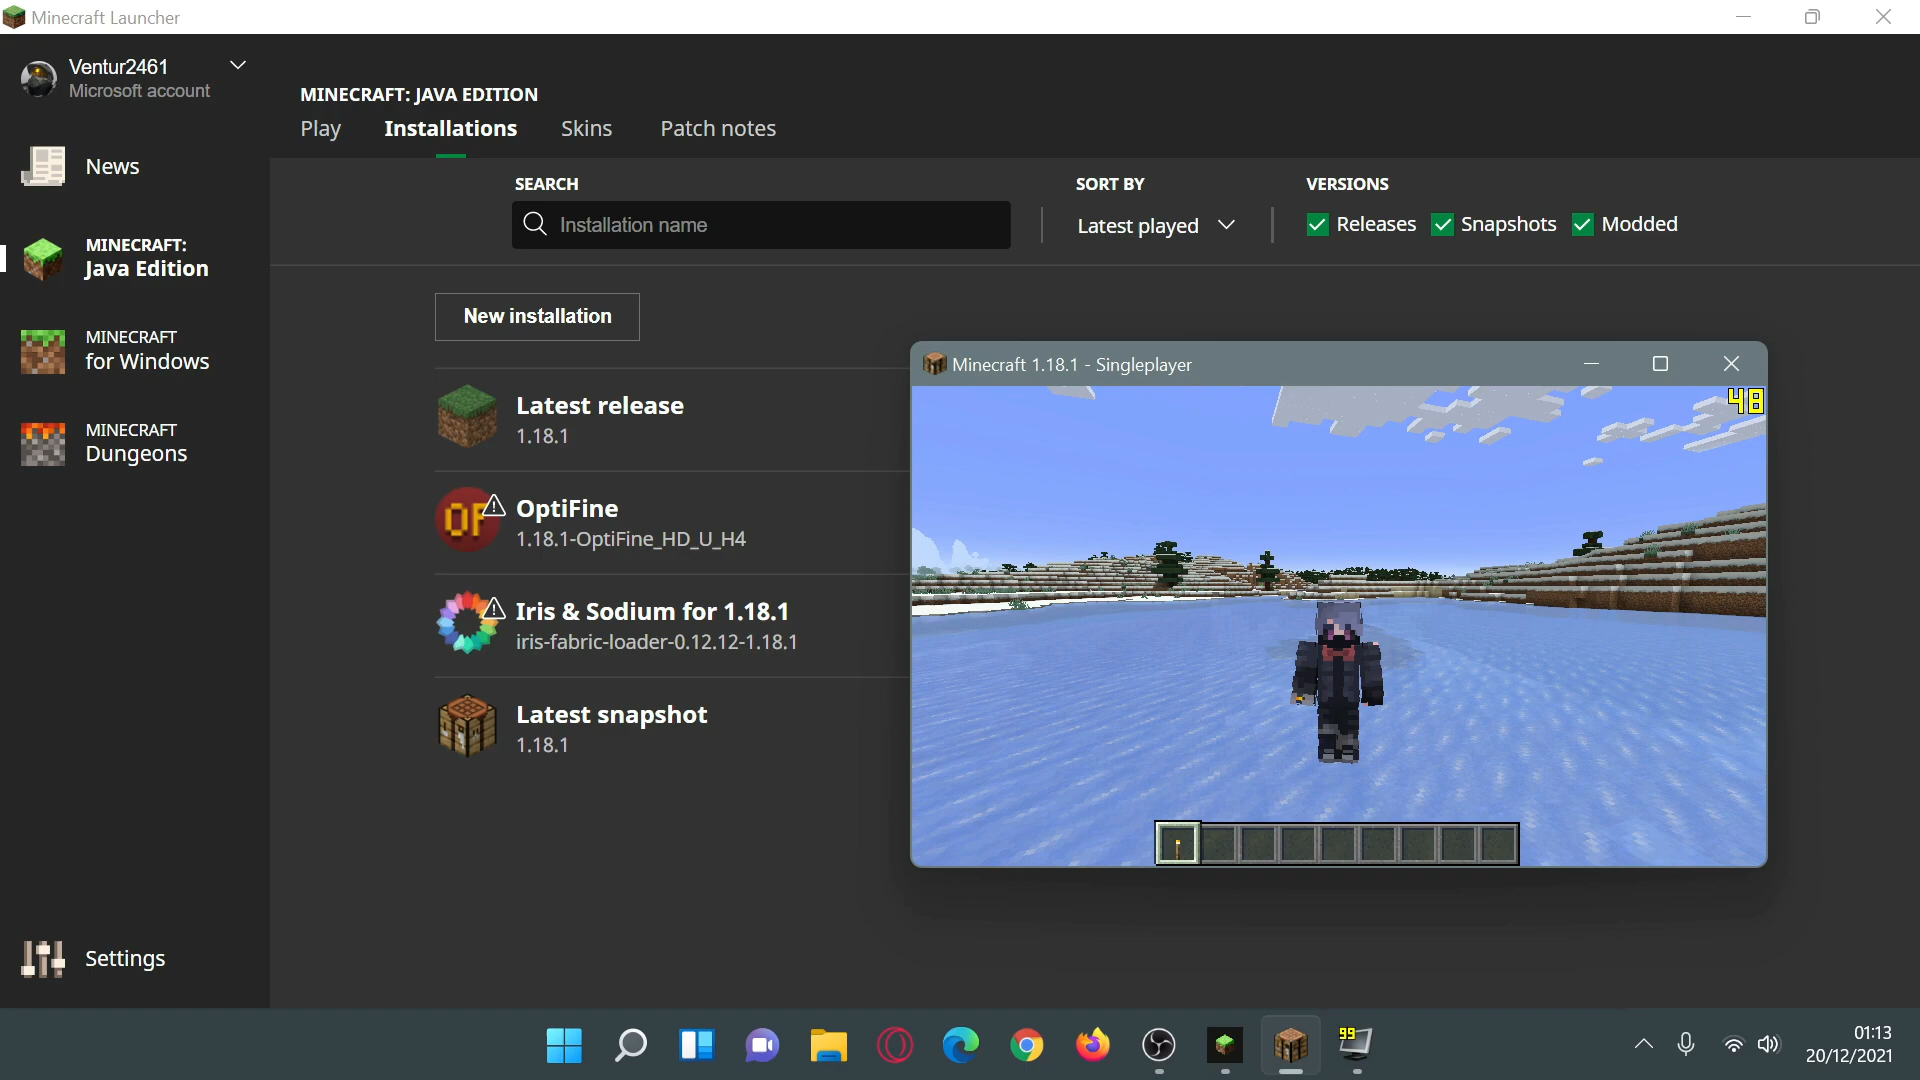 Minecraft Launcher
Ventur2461
Microsoft account
News
MINECRAFT:
Java Edition
MINECRAFT
for Windows
MINECRAFT
Dungeons
Settings
MINECRAFT: JAVA EDITION
Play Installations Skins Patch notes
SEARCH SORT BY VERSIONS
Installation name Latest played Releases Snapshots Modded
New installation
Latest release
1.18.1
OF OptiFine
1.18.1-OptiFine_HD_U_H4
Iris & Sodium for 1.18.1
iris-fabric-loader-0.12.12-1.18.1
Latest snapshot
1.18.1
Minecraft 1.18.1 - Singleplayer
48
99
01:13
20/12/2021